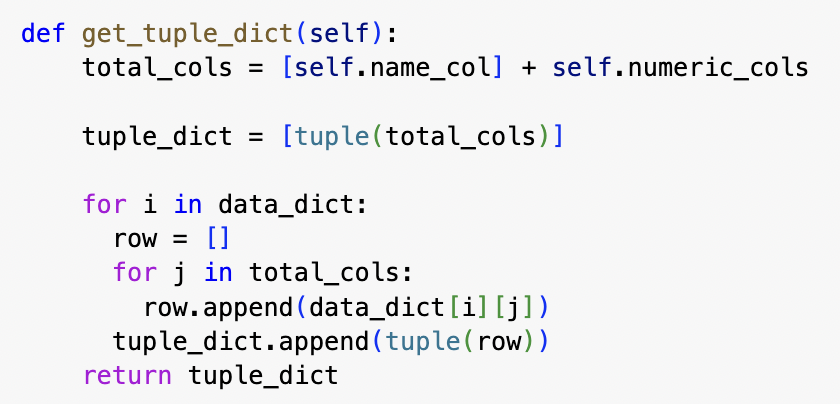 def get_tuple_dict(self):
    total_cols = [self.name_col] + self.numeric_cols

    tuple_dict = [tuple(total_cols)]

    for i in data_dict:
      row = []
      for j in total_cols:
        row.append(data_dict[i][j])
      tuple_dict.append(tuple(row))
    return tuple_dict